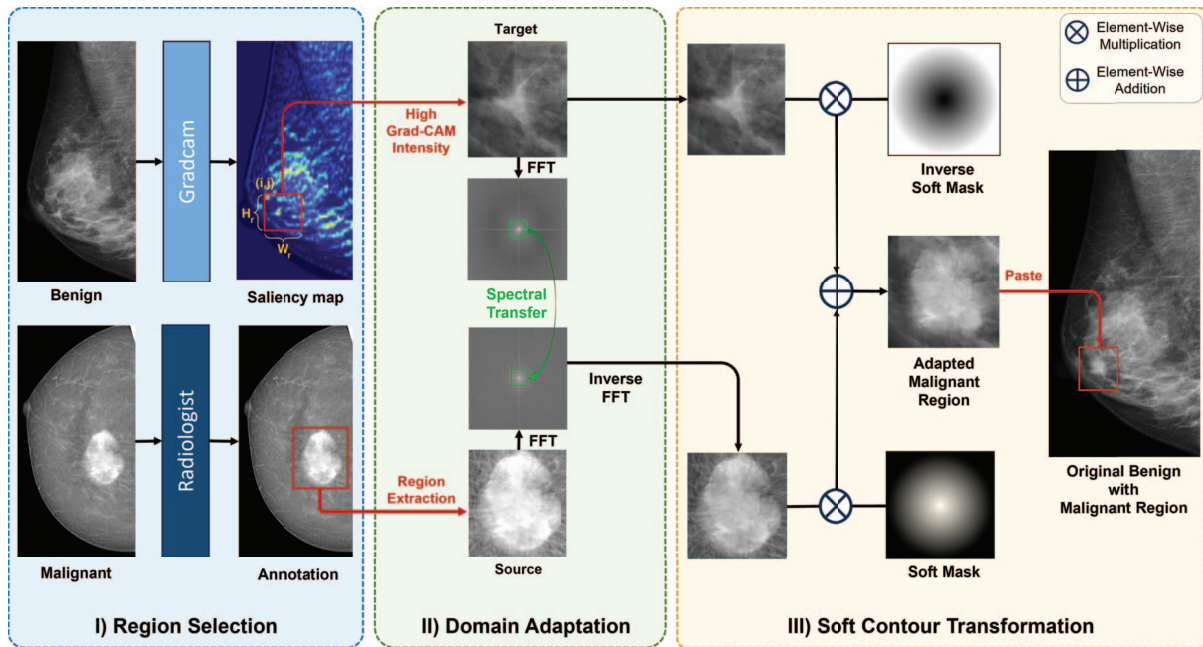 Benign
Gradcam
(i,j)
H_r
W_r
Saliency map
Malignant
Radiologist
Annotation
I) Region Selection
Target
High
Grad-CAM
Intensity
FFT
Spectral
Transfer
Inverse
FFT
FFT
Region
Extraction
Source
II) Domain Adaptation
Element-Wise
Multiplication
Element-Wise
Addition
Inverse
Soft Mask
Paste
Adapted
Malignant
Region
Original Benign
with
Malignant Region
Soft Mask
III) Soft Contour Transformation